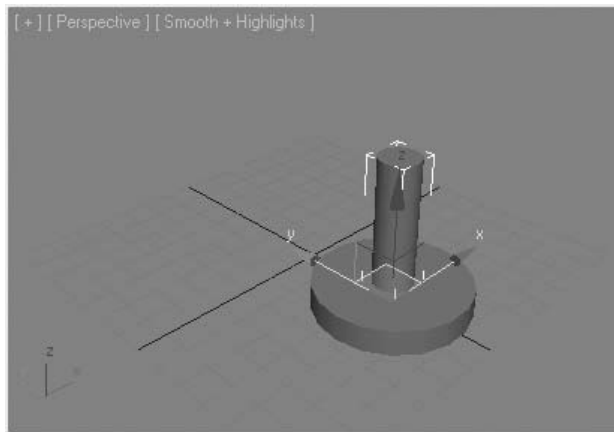 [ + ] [ Perspective ] [ Smooth + Highlights ]
z
y
x
z